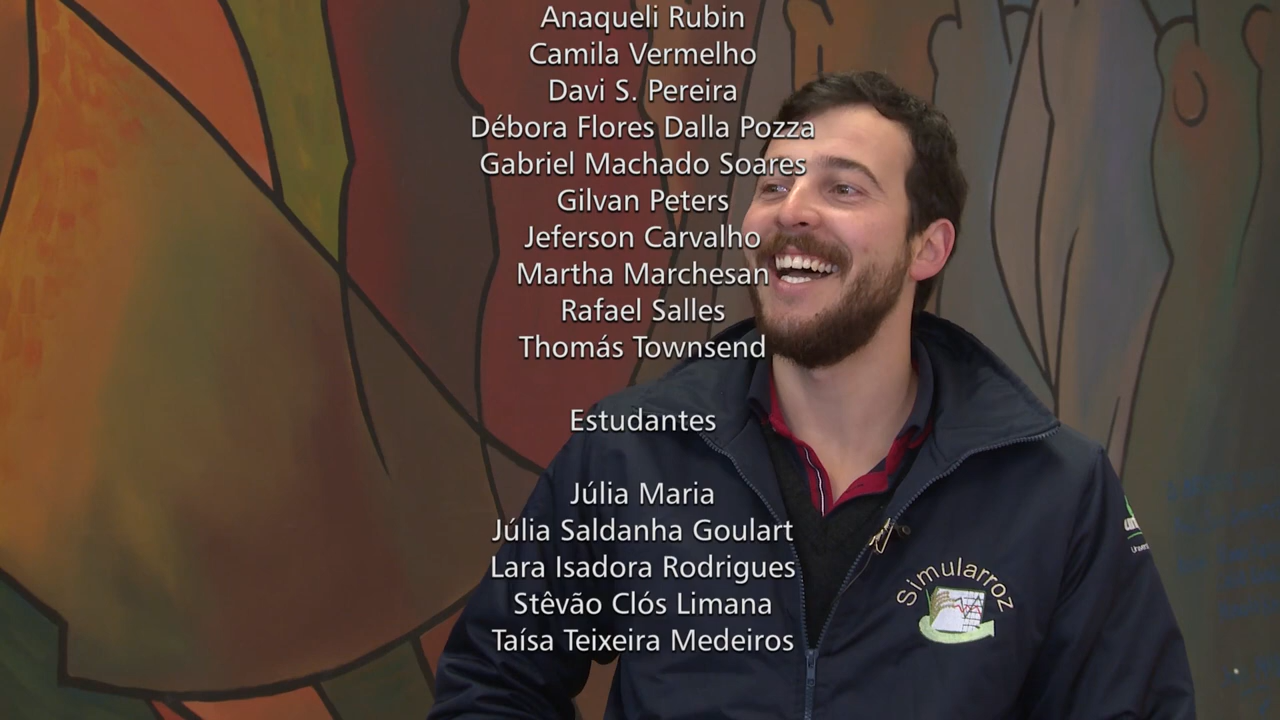 Anaqueli Rubin
Camila Vermelho
Davi S. Pereira
Débora Flores Dalla Pozza
Gabriel Machado Soares
Gilvan Peters
Jeferson Carvalho
Martha Marchesan
Rafael Salles
Thomás Townsend
Estudantes
Júlia Maria
Júlia Saldanha Goulart
Lara Isadora Rodrigues
Stêvão Clós Limana
Taísa Teixeira Medeiros
Simularroz